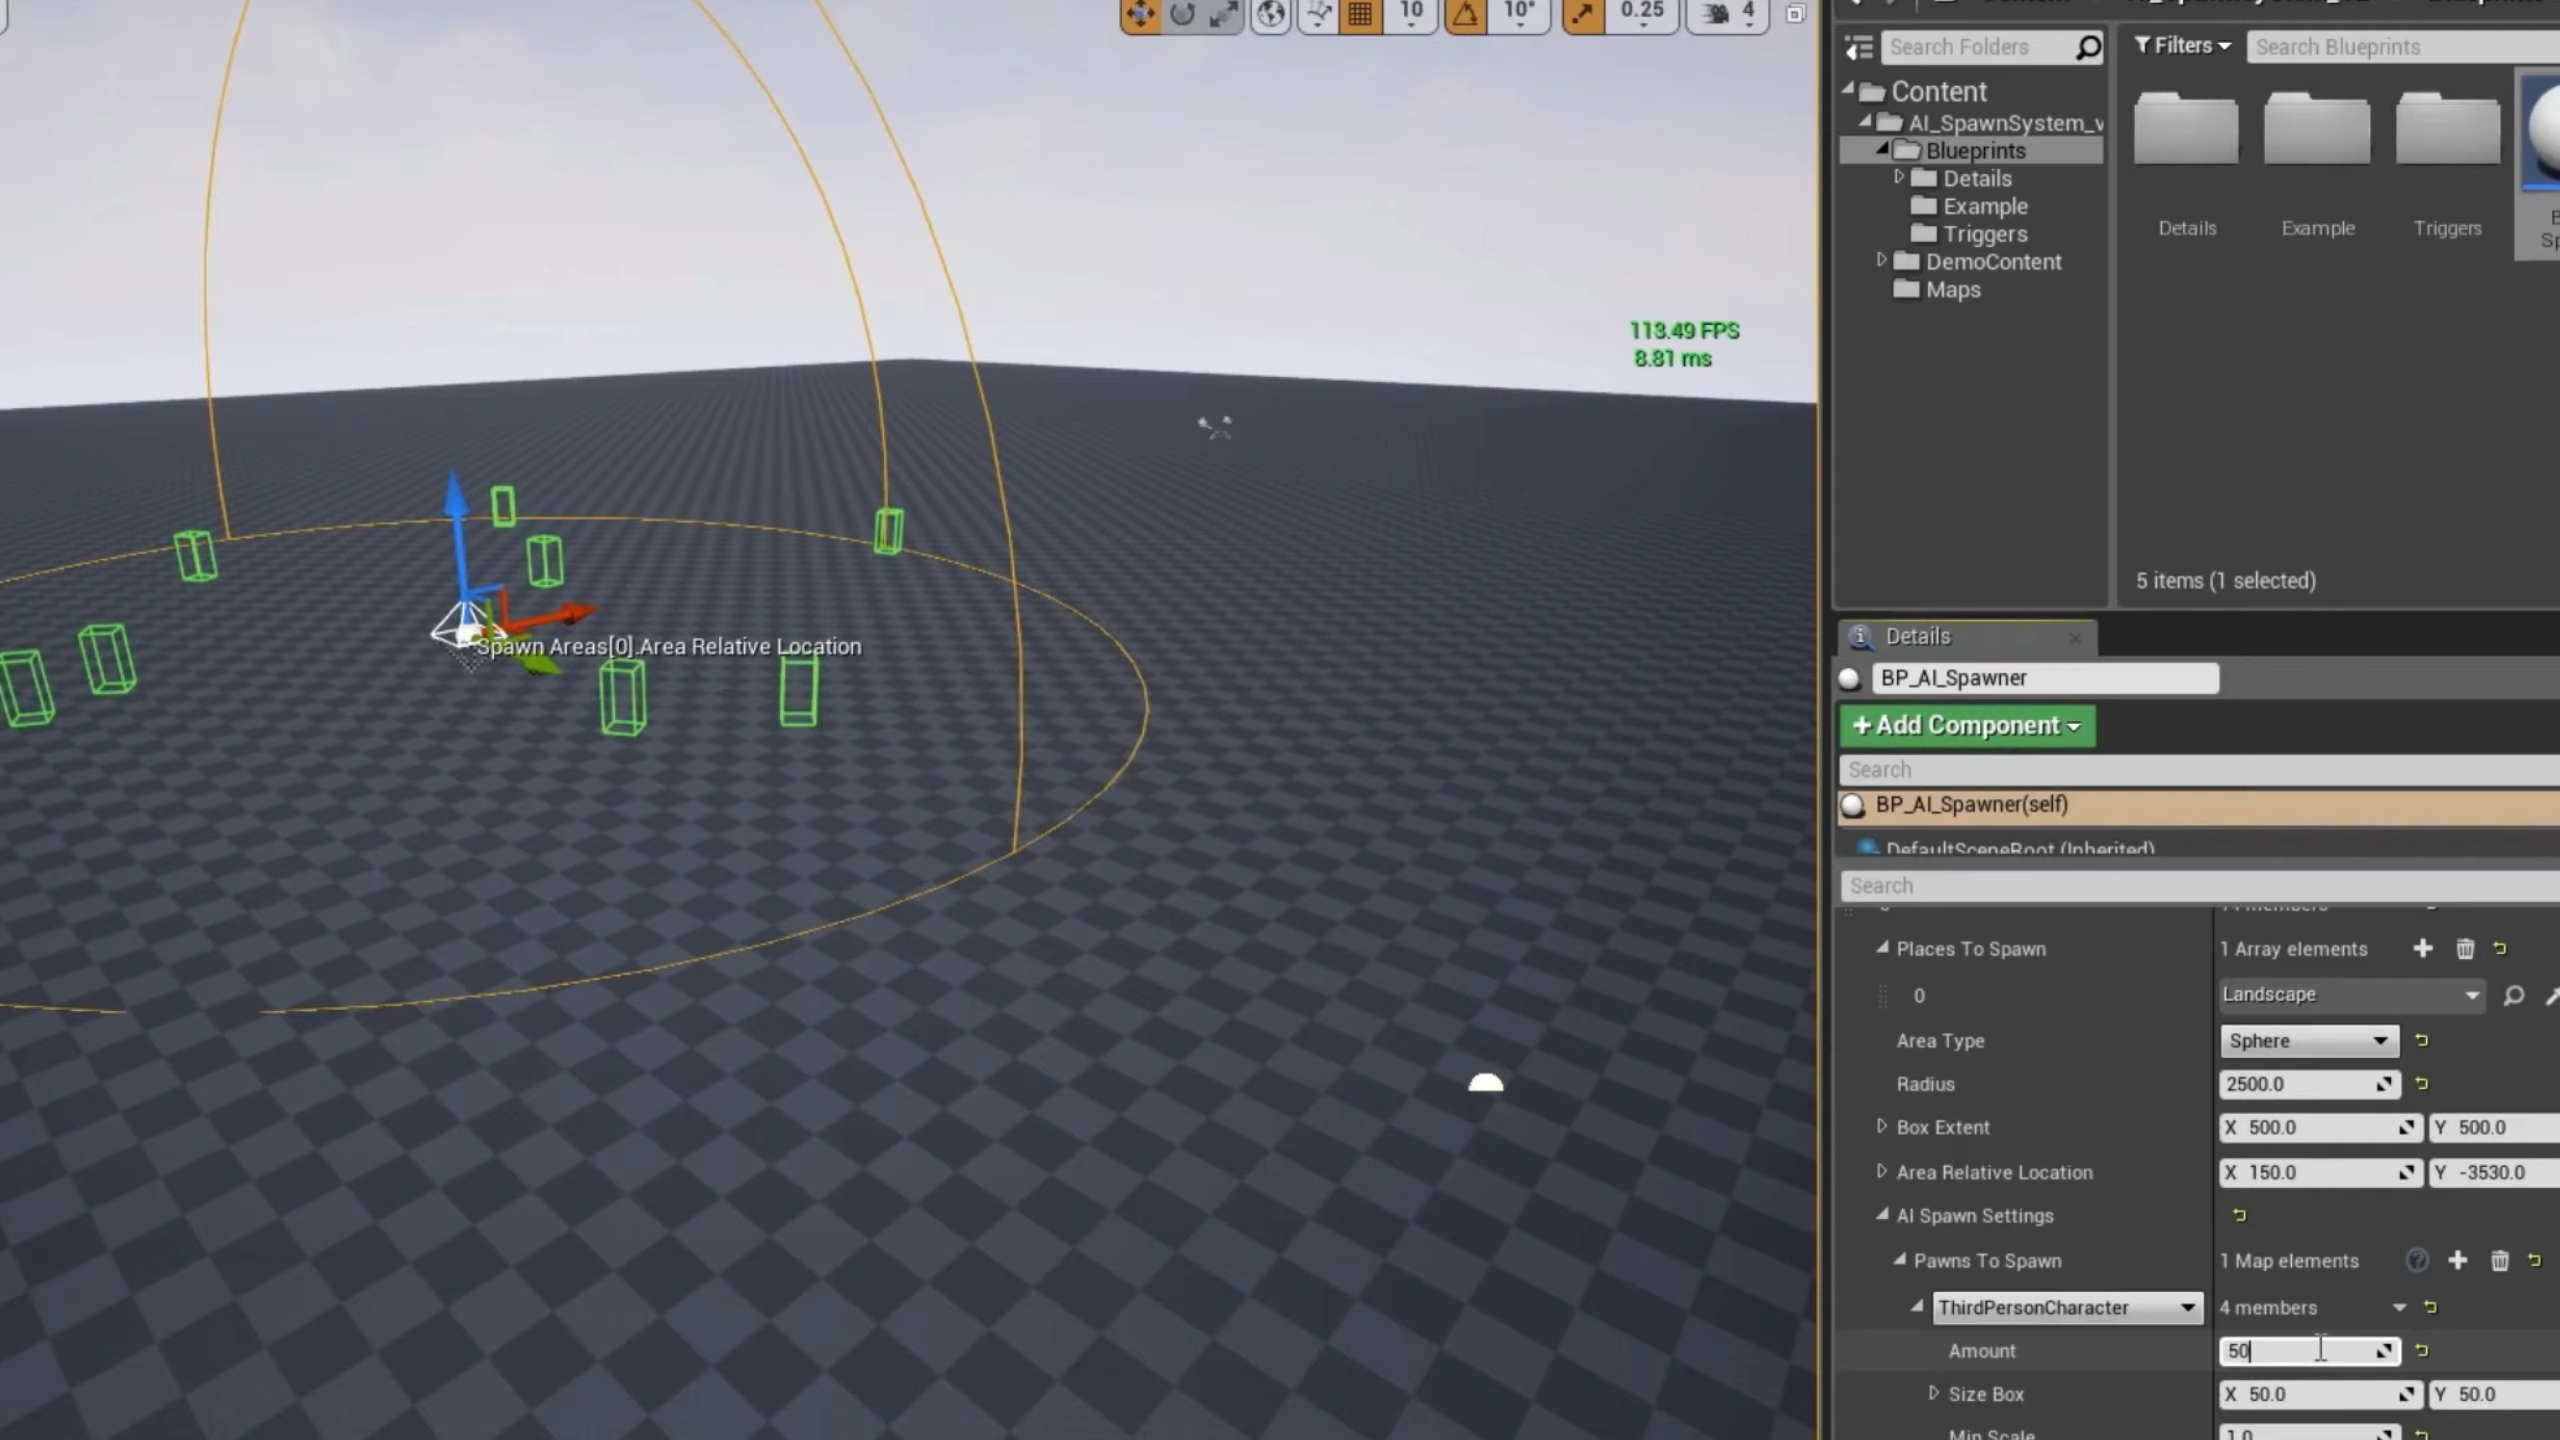 10
10°
0.25
4
Search Folders
Filters
Search Blueprints
Content
AI_SpawnSystem_v
Blueprints
Details
Example
Triggers
DemoContent
Maps
Details
Example
Triggers
113.49 FPS
8.81 ms
5 items (1 selected)
Spawn Areas[0].Area Relative Location
Details
BP_AI_Spawner
+ Add Component
Search
BP_AI_Spawner(self)
DefaultSceneRoot (Inherited)
Search
Places To Spawn
1 Array elements
0
Landscape
Area Type
Sphere
Radius
2500.0
Box Extent
X 500.0
Y 500.0
Area Relative Location
X 150.0
Y -3530.0
AI Spawn Settings
Pawns To Spawn
1 Map elements
ThirdPersonCharacter
4 members
Amount
50
Size Box
X 50.0
Y 50.0
Min Scale
1.0